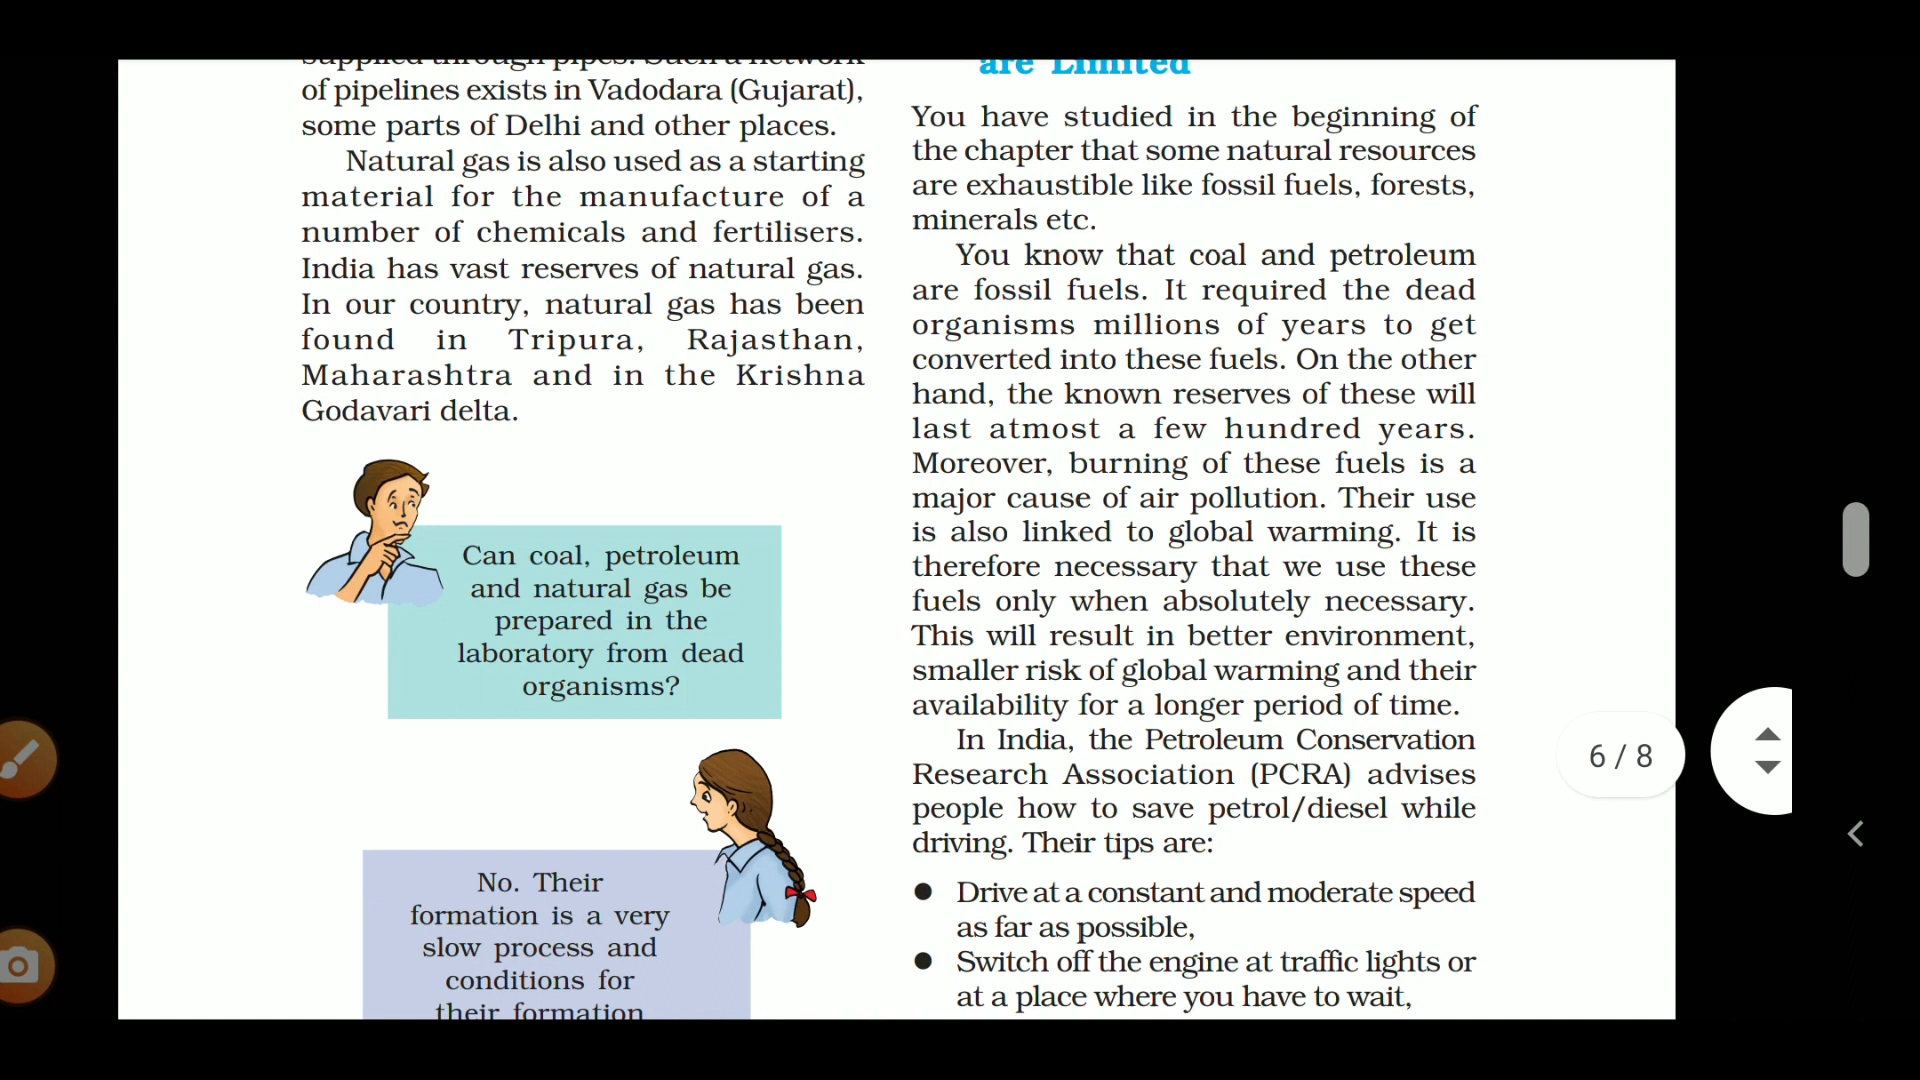 supplied through pipes. Such a network
of pipelines exists in Vadodara (Gujarat),
some parts of Delhi and other places.
Natural gas is also used as a starting
material for the manufacture of a
number of chemicals and fertilisers.
India has vast reserves of natural gas.
In our country, natural gas has been
found in Tripura, Rajasthan,
Maharashtra and in the Krishna
Godavari delta.
Can coal, petroleum
and natural gas be
prepared in the
laboratory from dead
organisms?
No. Their
formation is a very
slow process and
conditions for
their formation
are Limited
You have studied in the beginning of
the chapter that some natural resources
are exhaustible like fossil fuels, forests,
minerals etc.
You know that coal and petroleum
are fossil fuels. It required the dead
organisms millions of years to get
converted into these fuels. On the other
hand, the known reserves of these will
last atmost a few hundred years.
Moreover, burning of these fuels is a
major cause of air pollution. Their use
is also linked to global warming. It is
therefore necessary that we use these
fuels only when absolutely necessary.
This will result in better environment,
smaller risk of global warming and their
availability for a longer period of time.
In India, the Petroleum Conservation
Research Association (PCRA) advises
people how to save petrol/diesel while
driving. Their tips are:
● Drive at a constant and moderate speed
as far as possible,
● Switch off the engine at traffic lights or
at a place where you have to wait,
6 / 8